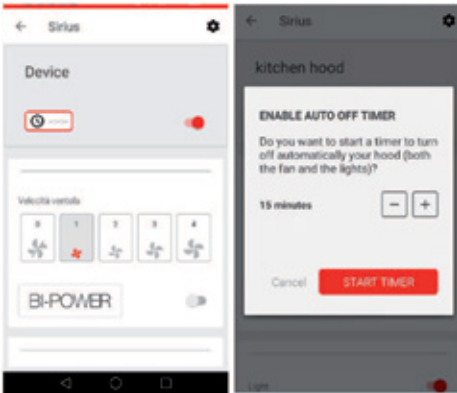 Sirius
Device
Velocità ventola
0 1 2 3 4
BI-POWER
Sirius
kitchen hood
ENABLE AUTO OFF TIMER
Do you want to start a timer to turn
off automatically your hood (both
the fan and the lights)?
15 minutes
Cancel START TIMER
Light